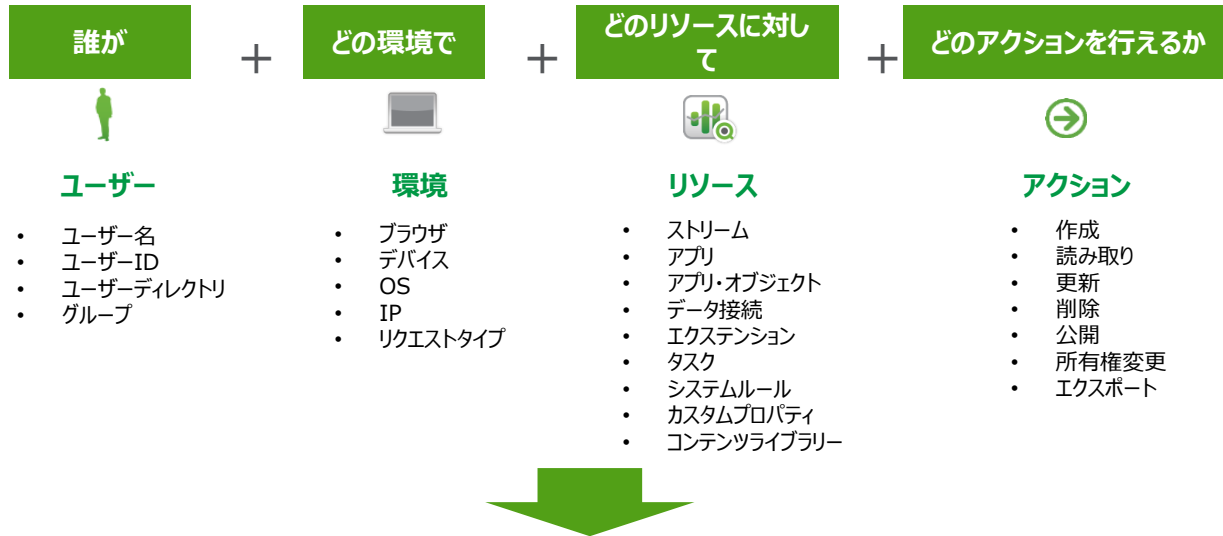 誰が
+
どの環境で
+
どのリソースに対し
て
+
どのアクションを行えるか
ユーザー
• ユーザー名
• ユーザーID
• ユーザーディレクトリ
• グループ
環境
• ブラウザ
• デバイス
• OS
• IP
• リクエストタイプ
リソース
• ストリーム
• アプリ
• アプリ・オブジェクト
• データ接続
• エクステンション
• タスク
• システムルール
• カスタムプロパティ
• コンテンツライブラリー
アクション
• 作成
• 読み取り
• 更新
• 削除
• 公開
• 所有権変更
• エクスポート